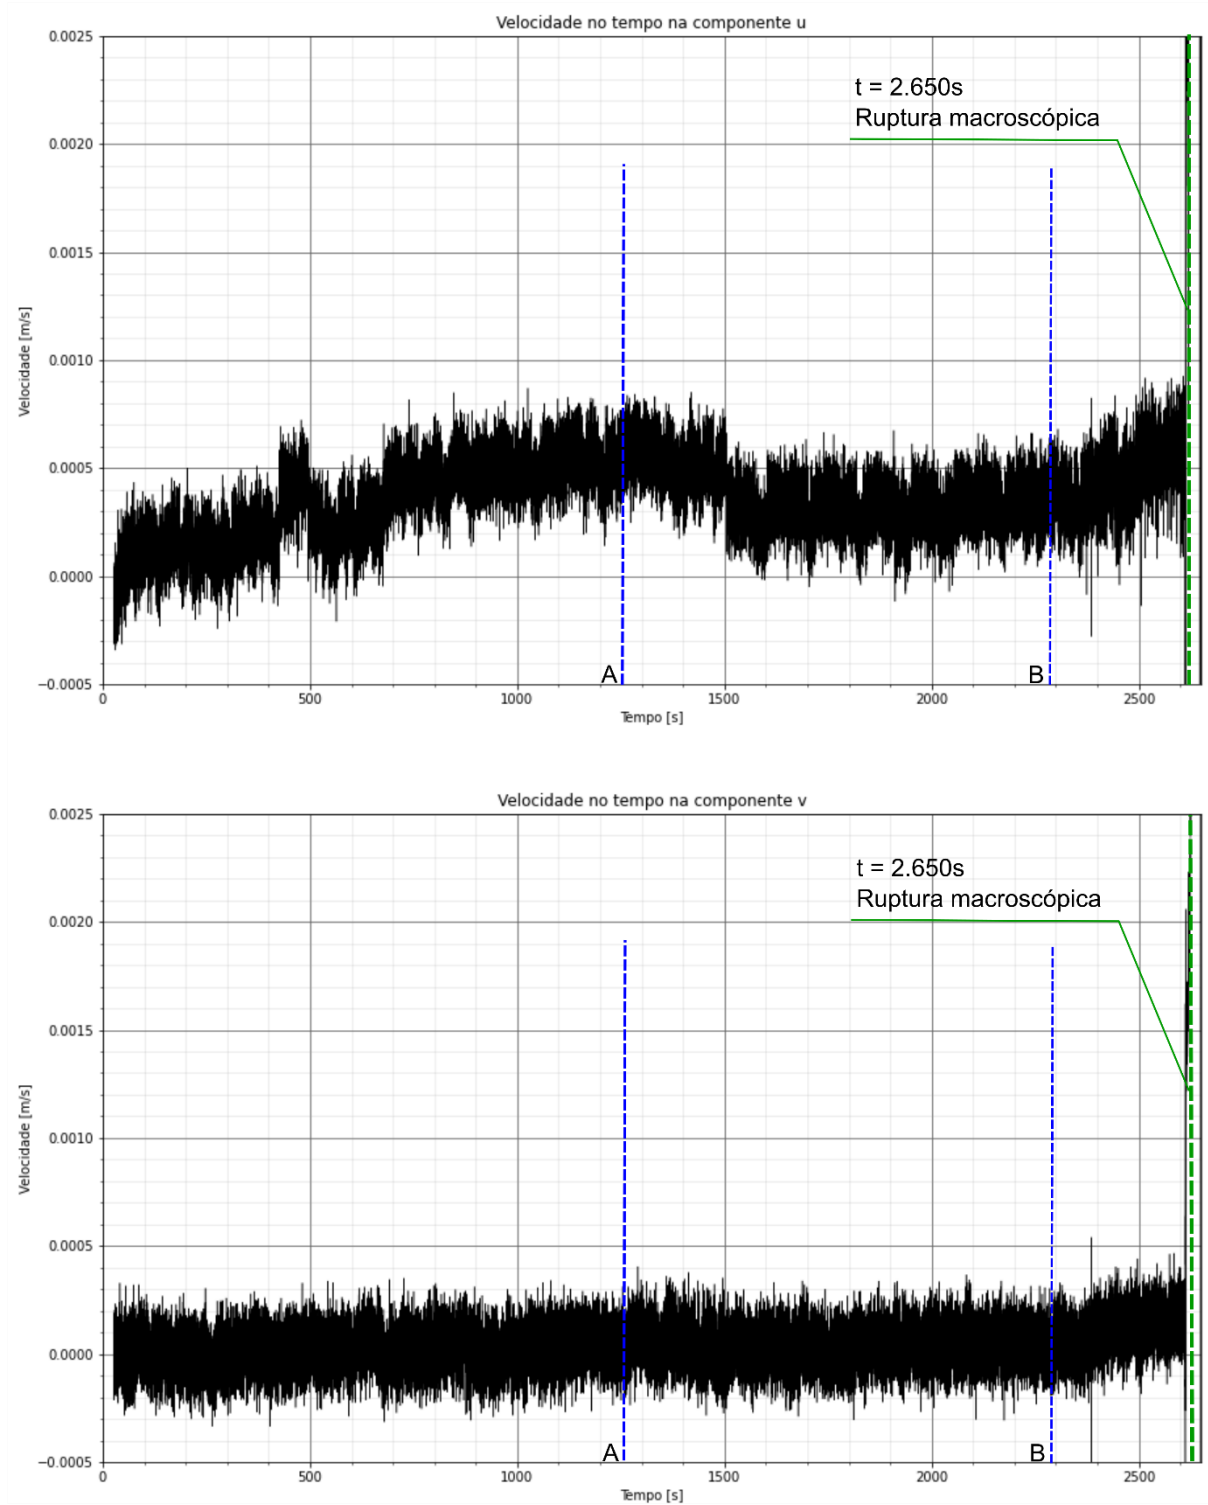 Velocidade no tempo na componente u
0.0025
t = 2.650s
Ruptura macroscópica
0.0020
0.0015
Velocidade [m/s]
0.0010
0.0005
0.0000
A
B
−0.0005
0 500 1000 1500 2000 2500
Tempo [s]
Velocidade no tempo na componente v
0.0025
t = 2.650s
Ruptura macroscópica
0.0020
0.0015
Velocidade [m/s]
0.0010
0.0005
0.0000
A
B
−0.0005
0 500 1000 1500 2000 2500
Tempo [s]